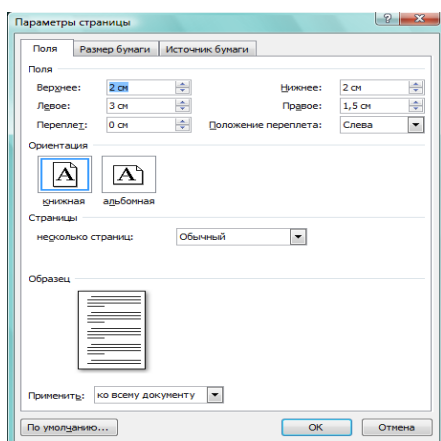 Параметры страницы
Поля Размер бумаги Источник бумаги
Поля
Верхнее: 2 см Нижнее: 2 см
Левое: 3 см Правое: 1,5 см
Переплет: 0 см Положение переплета: Слева
Ориентация
A A
книжная альбомная
Страницы
несколько страниц: Обычный
Образец
Применить: ко всему документу
По умолчанию... ОК Отмена